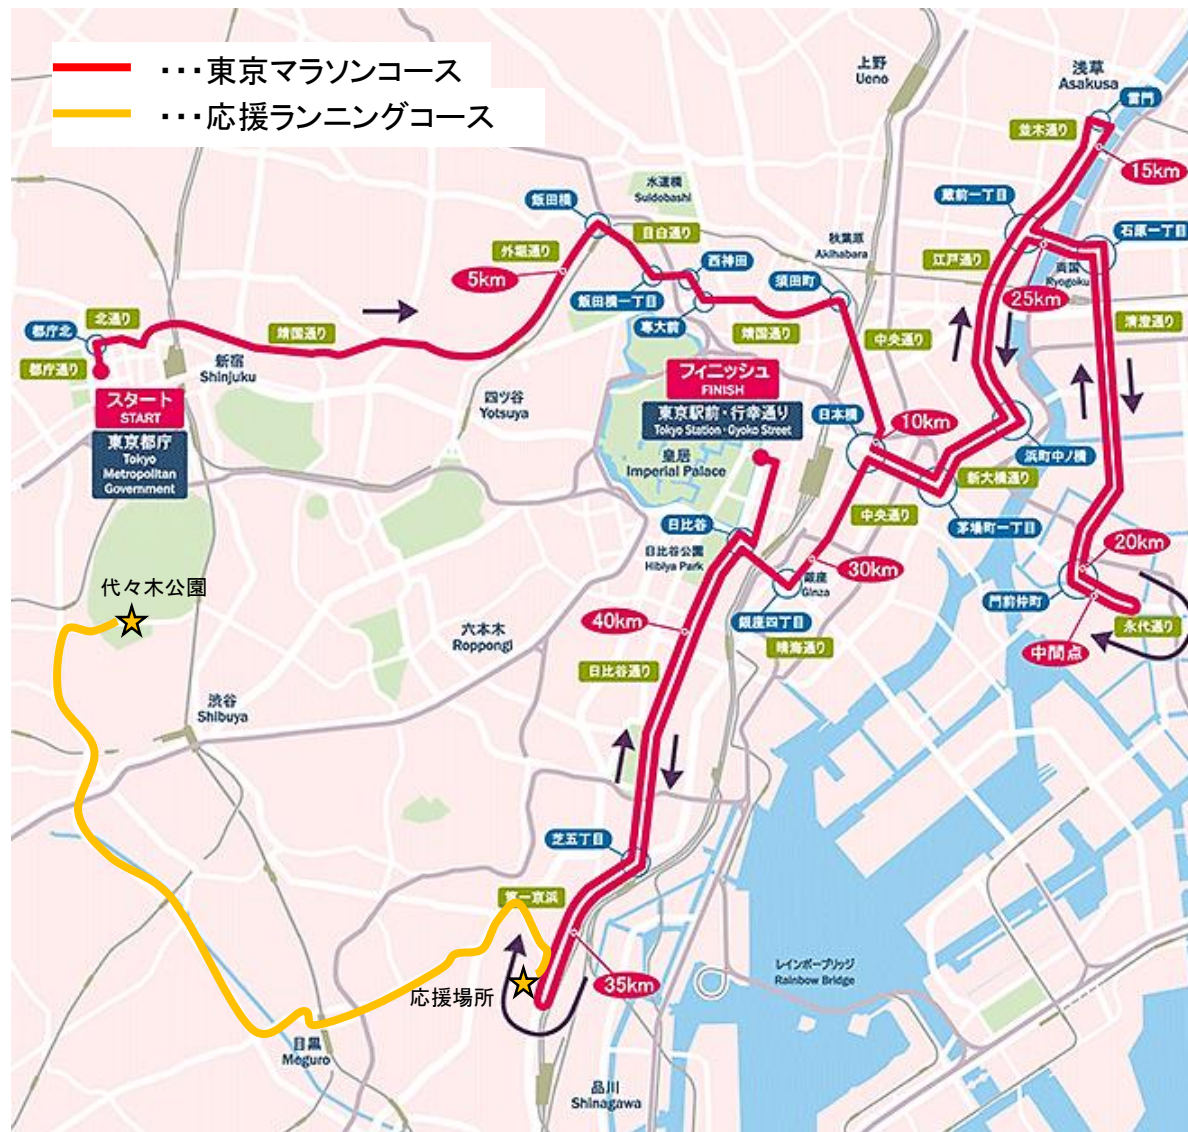 ・・・東京マラソンコース
・・・応援ランニングコース
上野
Ueno
浅草
Asakusa
雷門
並木通り
15km
水道橋
Suidobashi
飯田橋
目白通り
蔵前一丁目
石原一丁目
外堀通り
5km
西神田
秋葉原
Akihabara
江戸通り
両国
Ryogoku
飯田橋一丁目
須田町
25km
北通り
都庁北
靖国通り
専大前
靖国通り
中央通り
清澄通り
都庁通り
新宿
Shinjuku
フィニッシュ
FINISH
スタート
START
四ツ谷
Yotsuya
東京駅前・行幸通り
Tokyo Station・Gyoko Street
日本橋
10km
東京都庁
Tokyo
Metropolitan
Government
皇居
Imperial Palace
浜町中ノ橋
新大橋通り
中央通り
茅場町一丁目
日比谷
日比谷公園
Hibiya Park
20km
30km
銀座
Ginza
代々木公園
門前仲町
40km
銀座四丁目
永代通り
六本木
Roppongi
晴海通り
中間点
日比谷通り
渋谷
Shibuya
芝五丁目
第一京浜
レインボーブリッジ
Rainbow Bridge
35km
応援場所
目黒
Meguro
品川
Shinagawa